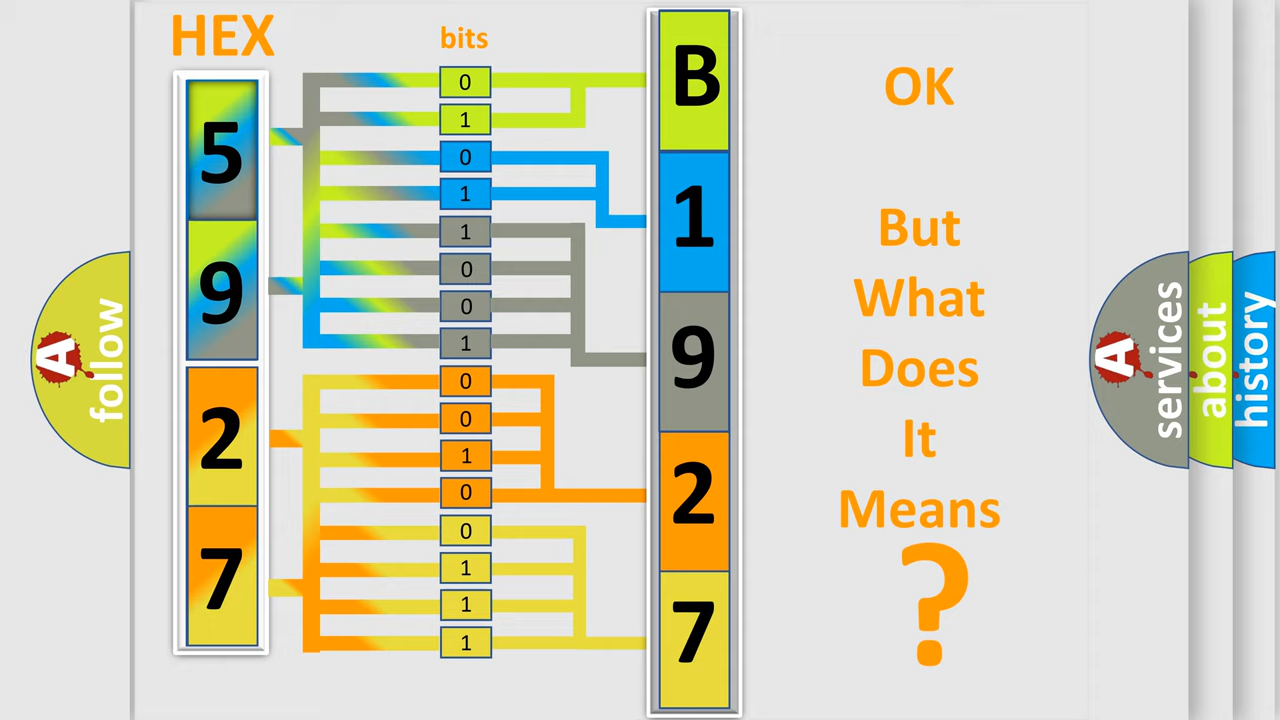 HEX
bits
5
9
2
7
0
1
0
1
1
0
0
1
0
0
1
0
0
1
1
1
B
1
9
2
7
OK
But
What
Does
It
Means
?
A
follow
A
services
about
history